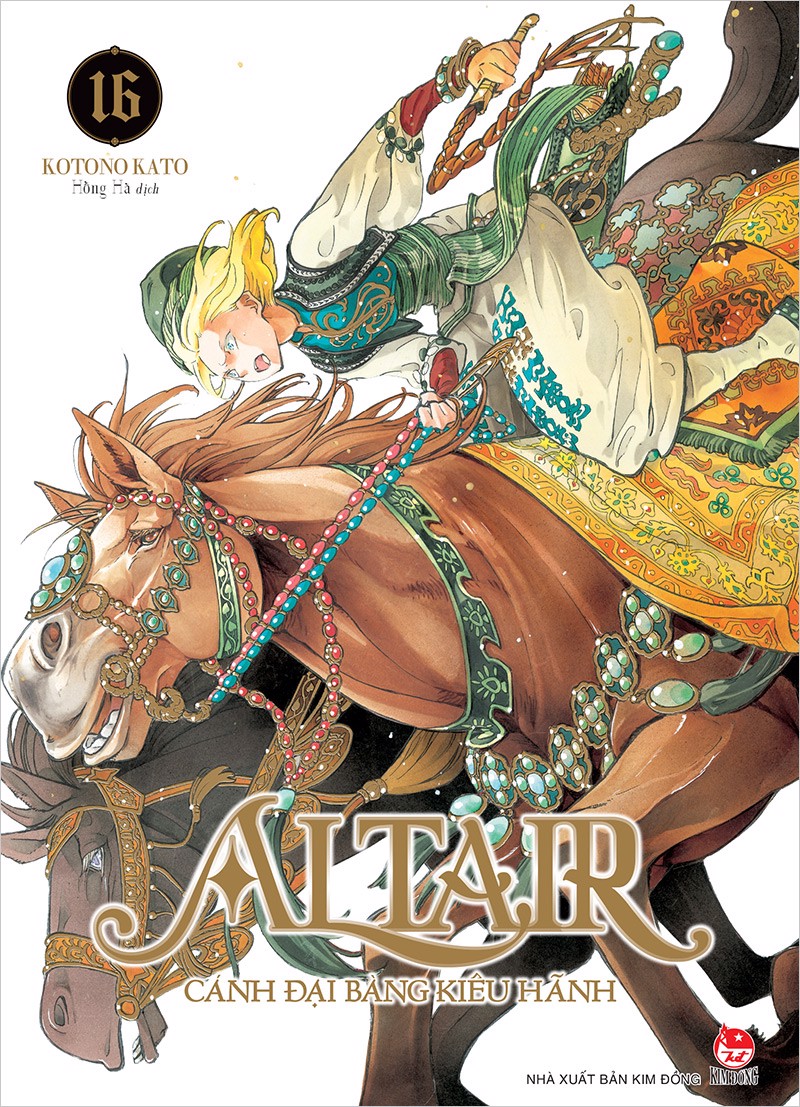 16
KOTONO KATO
Hồng Hà dịch
ALTAIR
CÁNH ĐẠI BÀNG KIÊU HÃNH
NHÀ XUẤT BẢN KIM ĐỒNG
KIM ĐỒNG